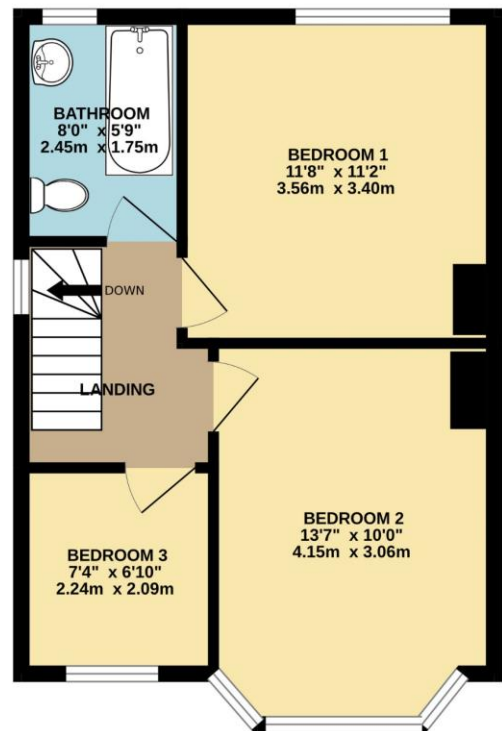 BATHROOM
8'0" x 5'9"
2.45m x 1.75m
BEDROOM 1
11'8" x 11'2"
3.56m x 3.40m
DOWN
LANDING
BEDROOM 2
13'7" x 10'0"
4.15m x 3.06m
BEDROOM 3
7'4" x 6'10"
2.24m x 2.09m